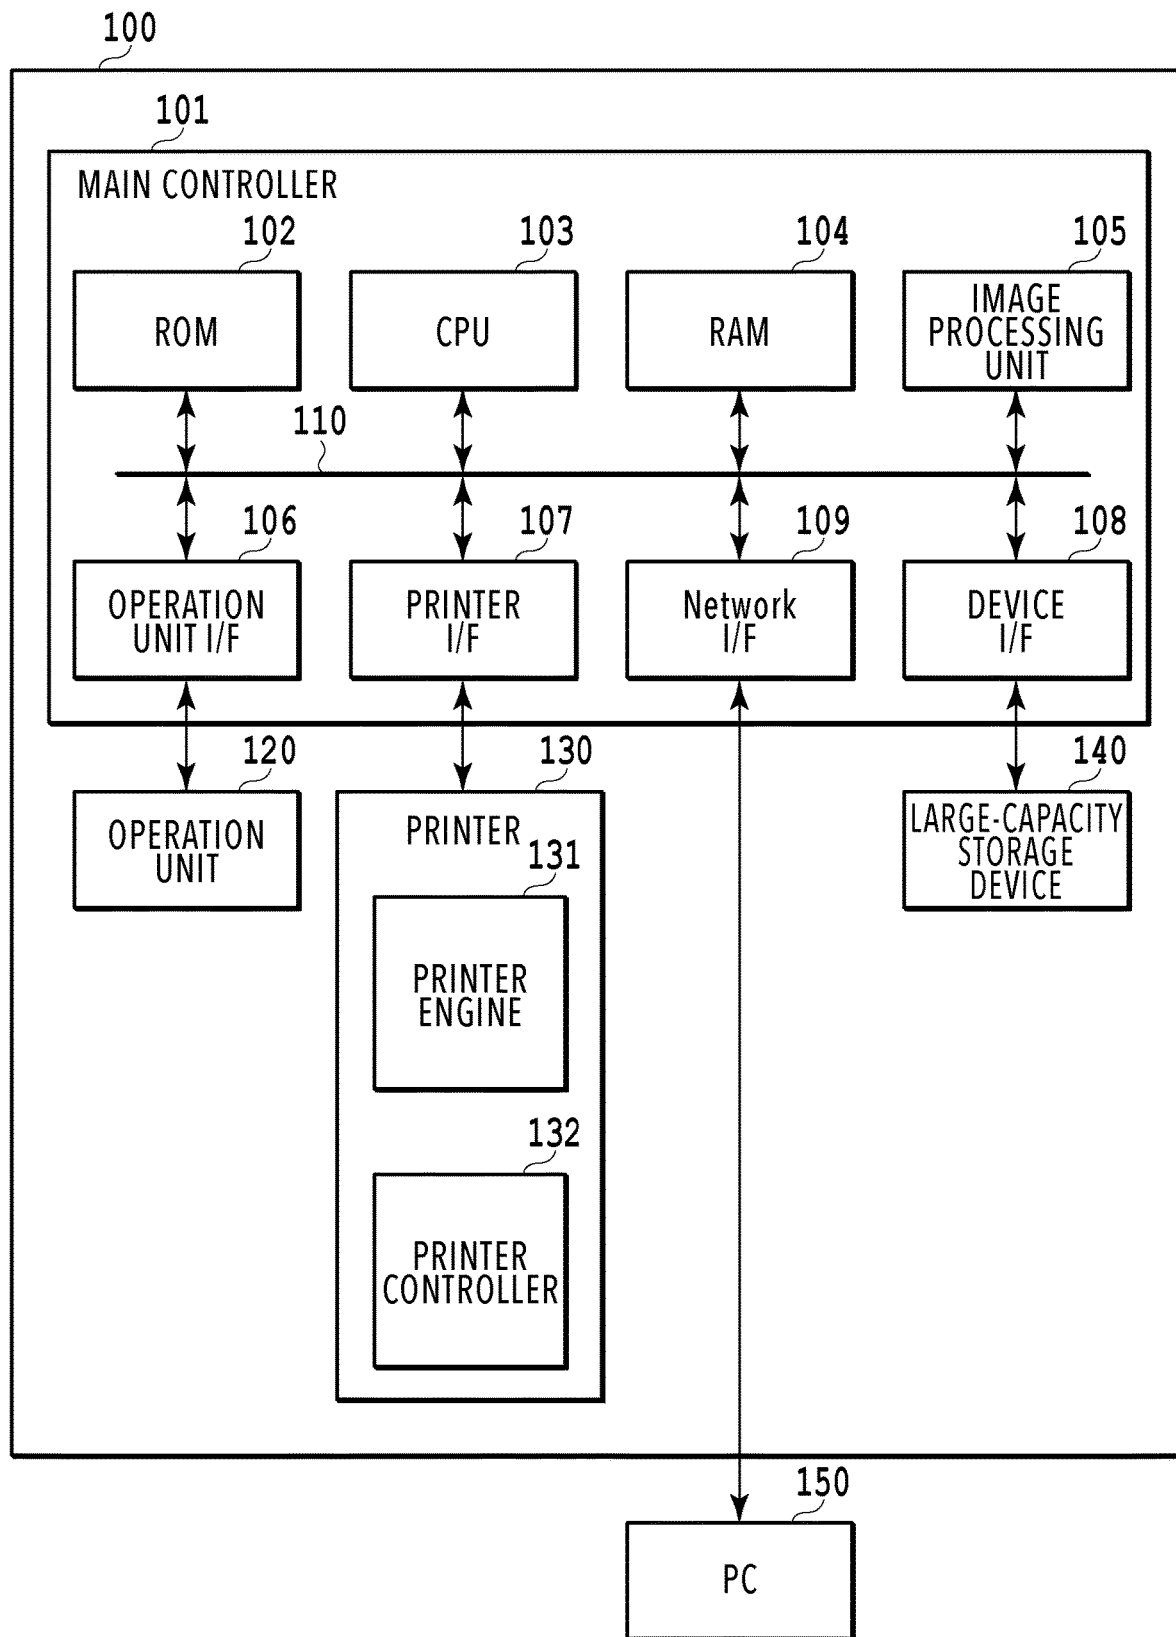 100
101
MAIN CONTROLLER
102
103
104
105
ROM
CPU
RAM
IMAGE
PROCESSING
UNIT
110
106
107
109
108
OPERATION
UNIT I/F
PRINTER
I/F
Network
I/F
DEVICE
I/F
120
130
140
OPERATION
UNIT
PRINTER
LARGE-CAPACITY
STORAGE
DEVICE
131
PRINTER
ENGINE
132
PRINTER
CONTROLLER
150
PC